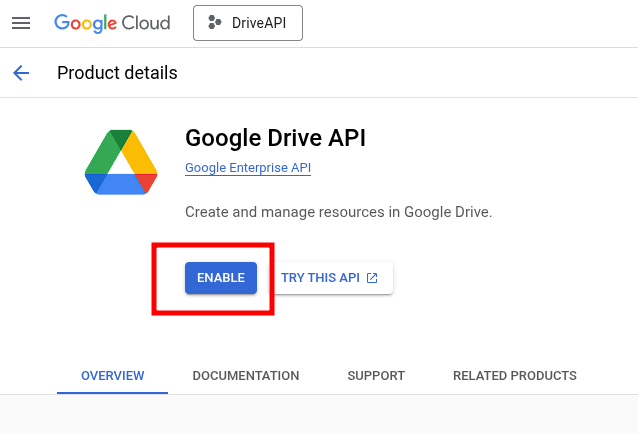 Google Cloud DriveAPI
Product details
Google Drive API
Google Enterprise API
Create and manage resources in Google Drive.
ENABLE TRY THIS API
OVERVIEW DOCUMENTATION SUPPORT RELATED PRODUCTS